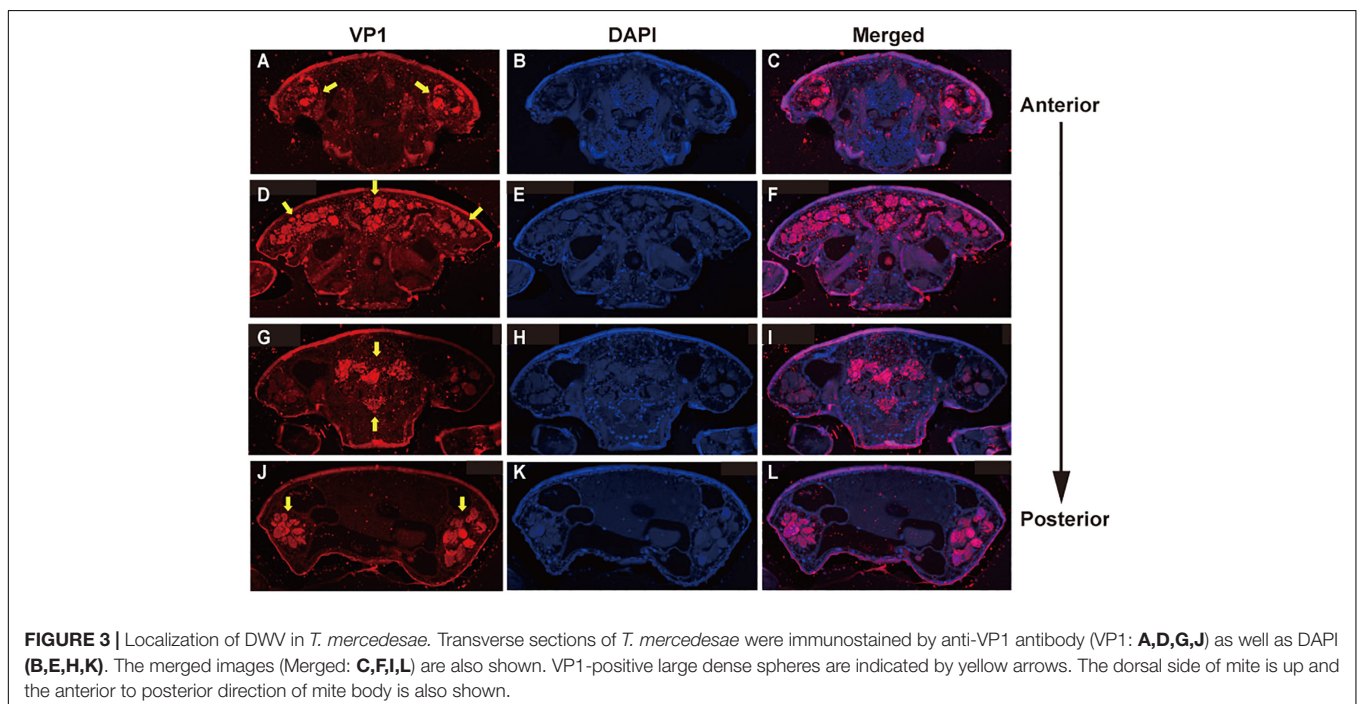 VP1 DAPI Merged
A B C
Anterior
D E F
G H I
J K L
Posterior
FIGURE 3 | Localization of DWV in T. mercedesae. Transverse sections of T. mercedesae were immunostained by anti-VP1 antibody (VP1: A,D,G,J) as well as DAPI
(B,E,H,K). The merged images (Merged: C,F,I,L) are also shown. VP1-positive large dense spheres are indicated by yellow arrows. The dorsal side of mite is up and
the anterior to posterior direction of mite body is also shown.